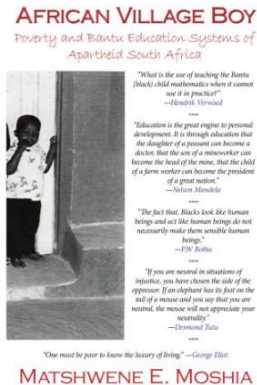 AFRICAN VILLAGE BOY
Poverty and Bantu Education Systems of
Apartheid South Africa
"What is the use of teaching the Bantu
(black) child mathematics when it cannot
use it in practice?"
—Hendrik Verwoed
****
"Education is the great engine to personal
development. It is through education that
the daughter of a peasant can become a
doctor, that the son of a mineworker can
become the head of the mine, that the child
of a farm worker can become the president
of a great nation."
—Nelson Mandela
****
"The fact that, Blacks look like human
beings and act like human beings do not
necessarily make them sensible human
beings."
—P.W Botha
****
"If you are neutral in situations of
injustice, you have chosen the side of the
oppressor. If an elephant has its foot on the
tail of a mouse and you say that you are
neutral, the mouse will not appreciate your
neutrality."
—Desmond Tutu
****
"One must be poor to know the luxury of living." —George Eliot
MATSHWENE E. MOSHIA